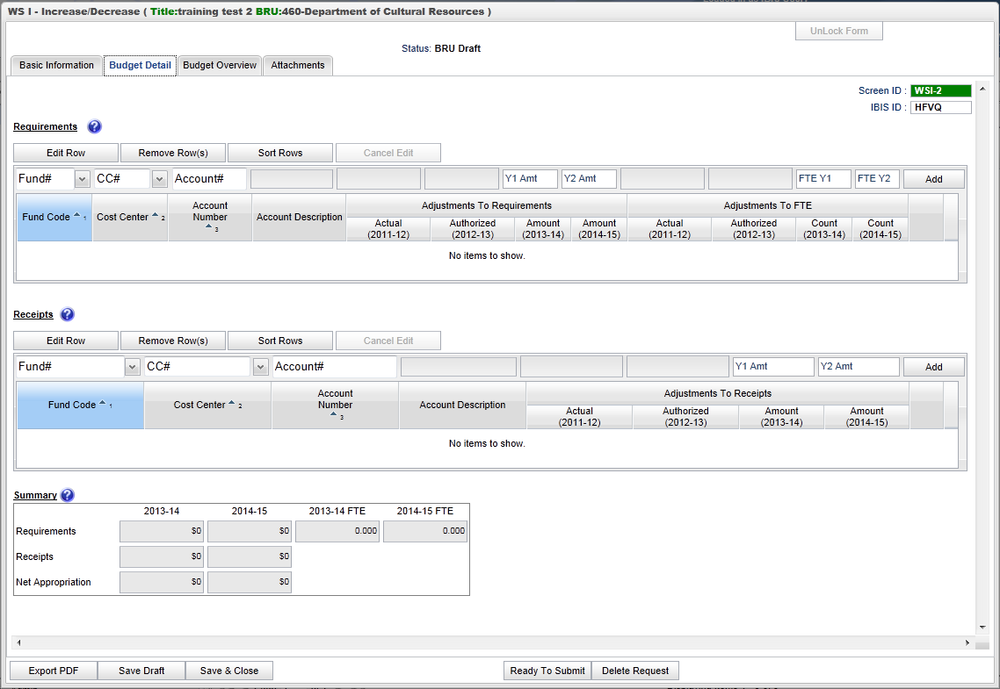 WS I - Increase/Decrease ( Title:training test 2 BRU:460-Department of Cultural Resources )
UnLock Form
Status: BRU Draft
Basic Information Budget Detail Budget Overview Attachments
Screen ID : WSI-2
IBIS ID : HFVQ
Requirements ?
Edit Row Remove Row(s) Sort Rows Cancel Edit
Fund# CC# Account# Y1 Amt Y2 Amt FTE Y1 FTE Y2 Add
Fund Code 1 Cost Center 2 Account Number 3 Account Description Adjustments To Requirements Adjustments To FTE
Actual (2011-12) Authorized (2012-13) Amount (2013-14) Amount (2014-15) Actual (2011-12) Authorized (2012-13) Count (2013-14) Count (2014-15)
No items to show.
Receipts ?
Edit Row Remove Row(s) Sort Rows Cancel Edit
Fund# CC# Account# Y1 Amt Y2 Amt Add
Fund Code 1 Cost Center 2 Account Number 3 Account Description Adjustments To Receipts
Actual (2011-12) Authorized (2012-13) Amount (2013-14) Amount (2014-15)
No items to show.
Summary ?
2013-14 2014-15 2013-14 FTE 2014-15 FTE
Requirements $0 $0 0.000 0.000
Receipts $0 $0
Net Appropriation $0 $0
Export PDF Save Draft Save & Close Ready To Submit Delete Request